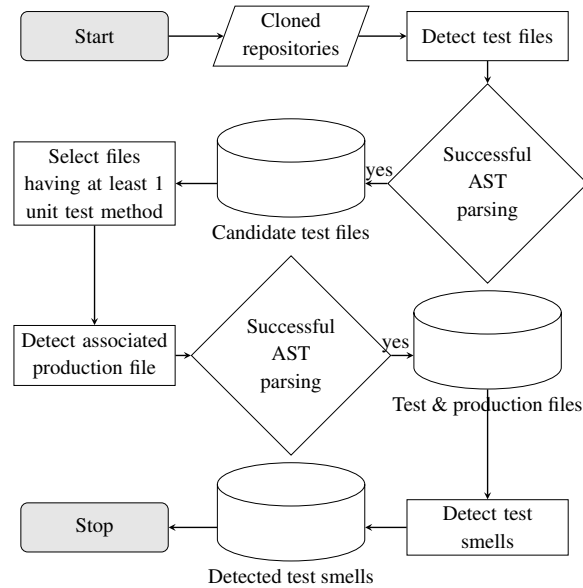 Start
Cloned
repositories
Detect test files
Successful
AST
parsing
yes
Candidate test files
Select files
having at least 1
unit test method
Detect associated
production file
Successful
AST
parsing
yes
Test & production files
Detect test
smells
Detected test smells
Stop